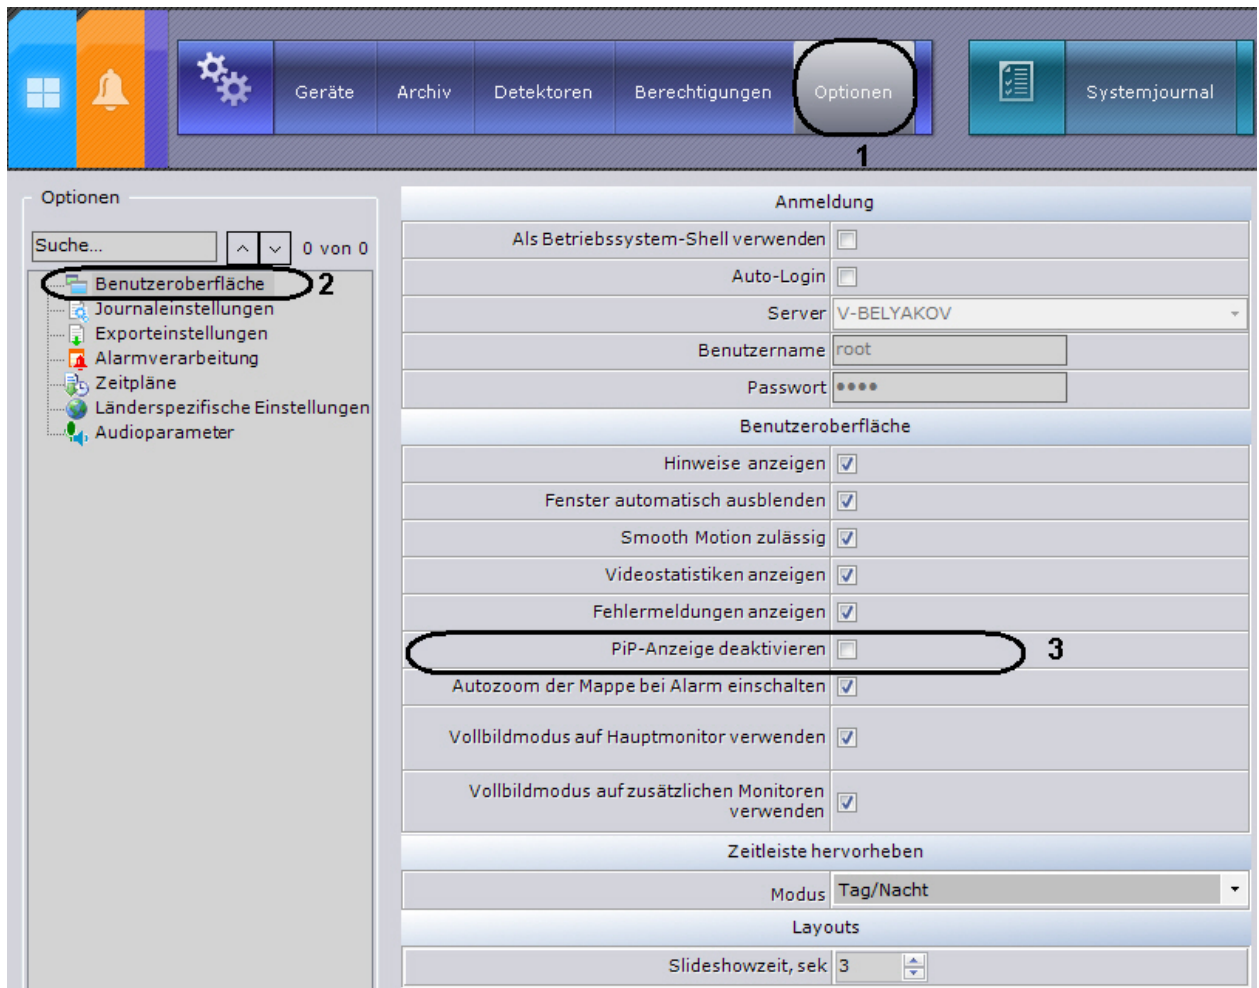 Geräte Archiv Detektoren Berechtigungen Optionen Systemjournal
1
Optionen
Suche... 0 von 0
Benutzeroberfläche 2
Journaleinstellungen
Exporteinstellungen
Alarmverarbeitung
Zeitpläne
Länderspezifische Einstellungen
Audioparameter
Anmeldung
Als Betriebssystem-Shell verwenden
Auto-Login
Server V-BELYAKOV
Benutzername root
Passwort ••••
Benutzeroberfläche
Hinweise anzeigen
Fenster automatisch ausblenden
Smooth Motion zulässig
Videostatistiken anzeigen
Fehlermeldungen anzeigen
PiP-Anzeige deaktivieren 3
Autozoom der Mappe bei Alarm einschalten
Vollbildmodus auf Hauptmonitor verwenden
Vollbildmodus auf zusätzlichen Monitoren
verwenden
Zeitleiste hervorheben
Modus Tag/Nacht
Layouts
Slideshowzeit, sek 3